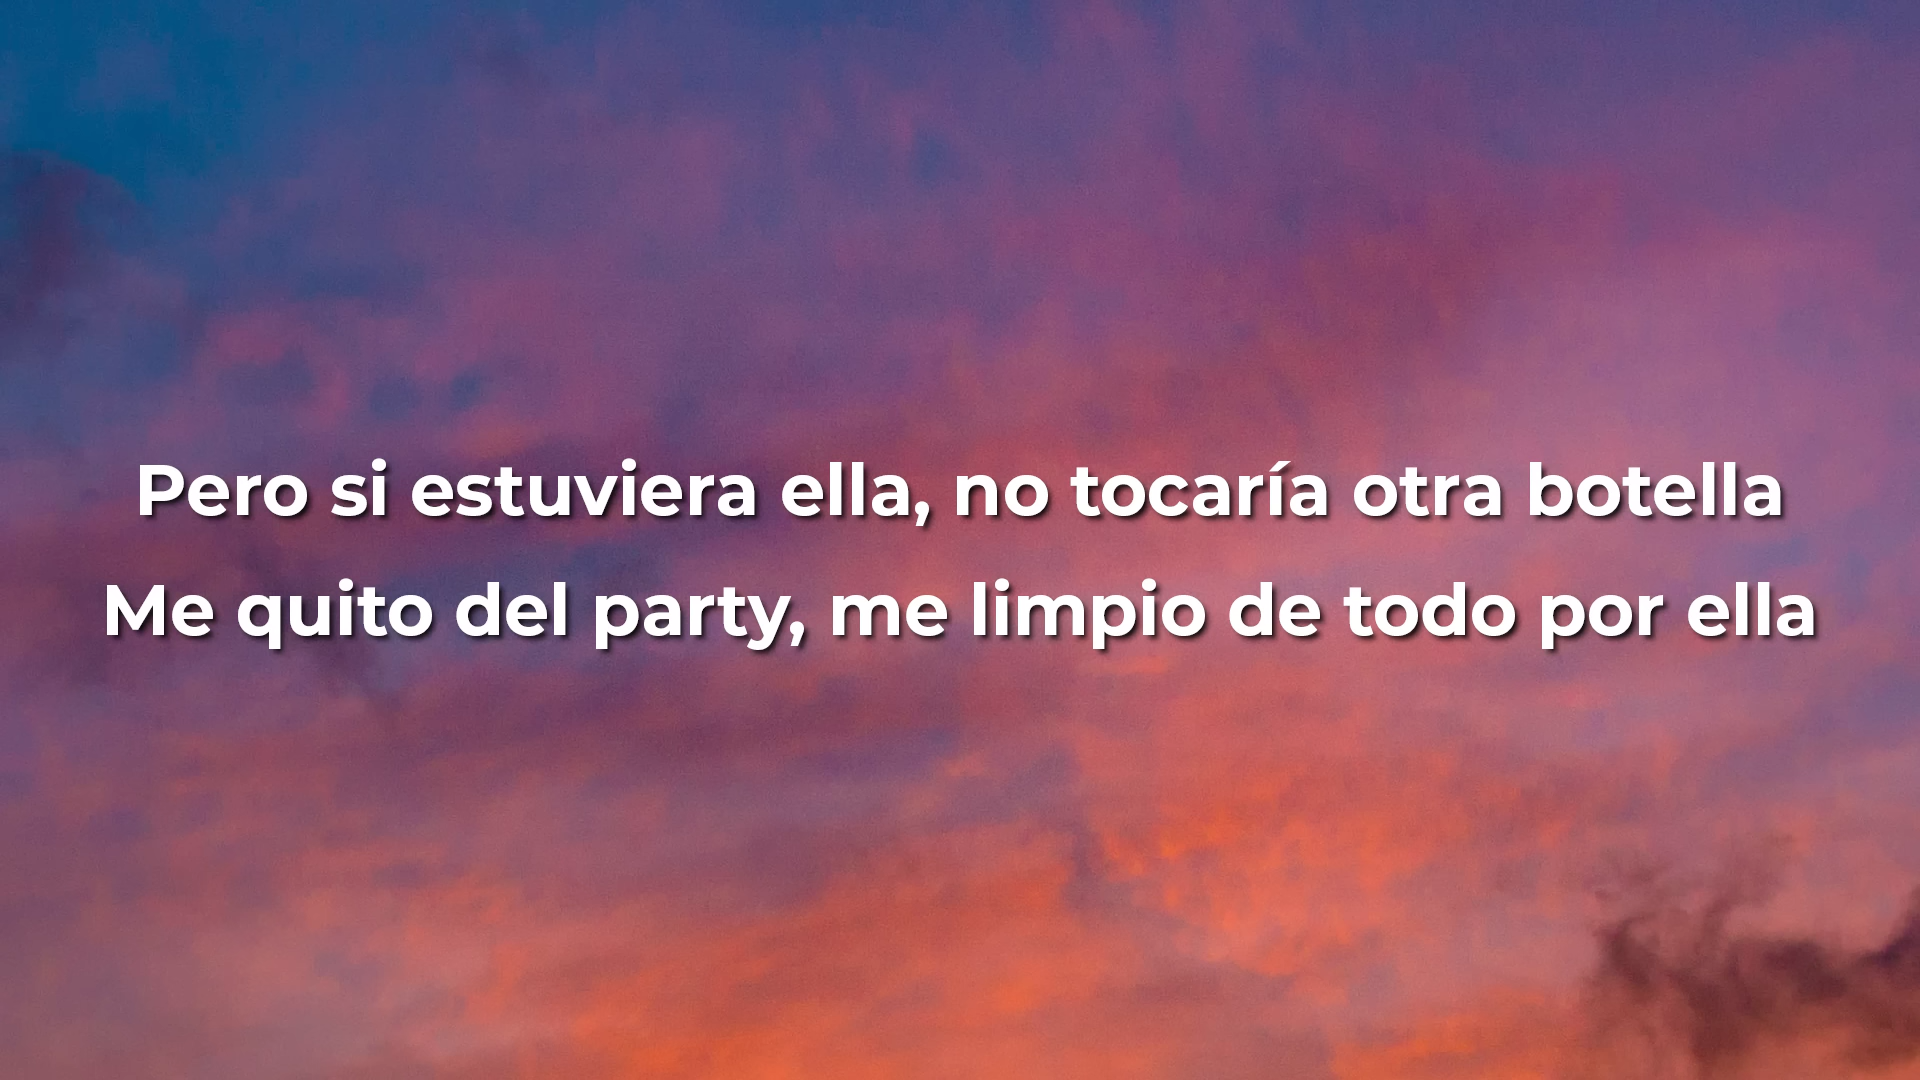 Pero si estuviera ella, no tocaría otra botella
Me quito del party, me limpio de todo por ella